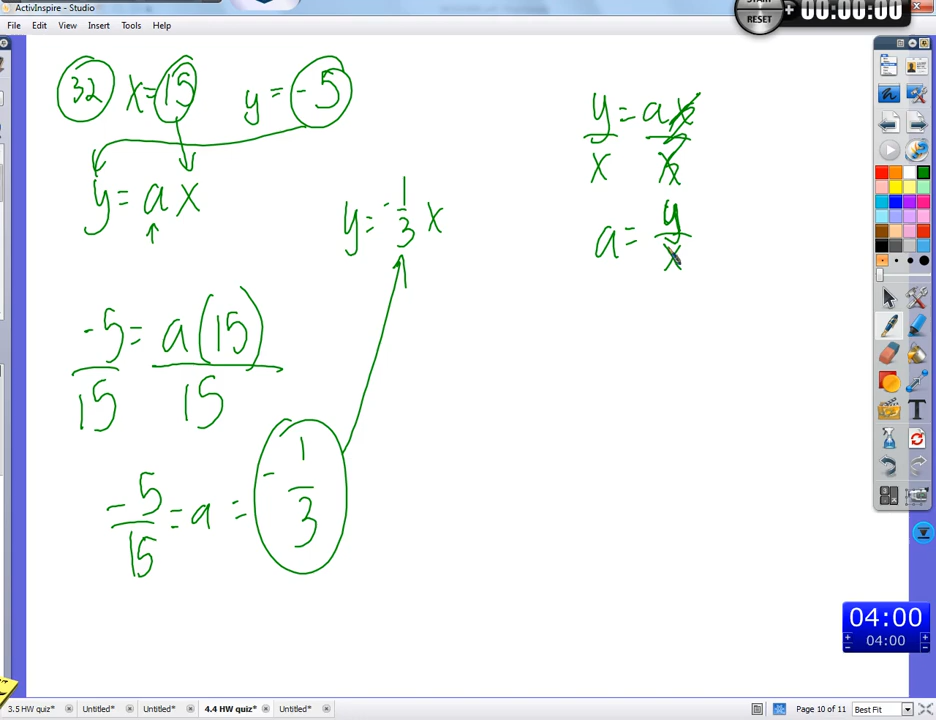 ActivInspire - Studio
START
RESET
00:00:00
File Edit View Insert Tools Help
32 x=15 y = -5
y = a x
y = -1/3 x
-5/15 = a(15)/15
-5/15 = a = -1/3
y/x = ax/x
a = y/x
T
04:00
04:00
3.5 HW quiz* Untitled* Untitled* 4.4 HW quiz* Untitled* Page 10 of 11 Best Fit